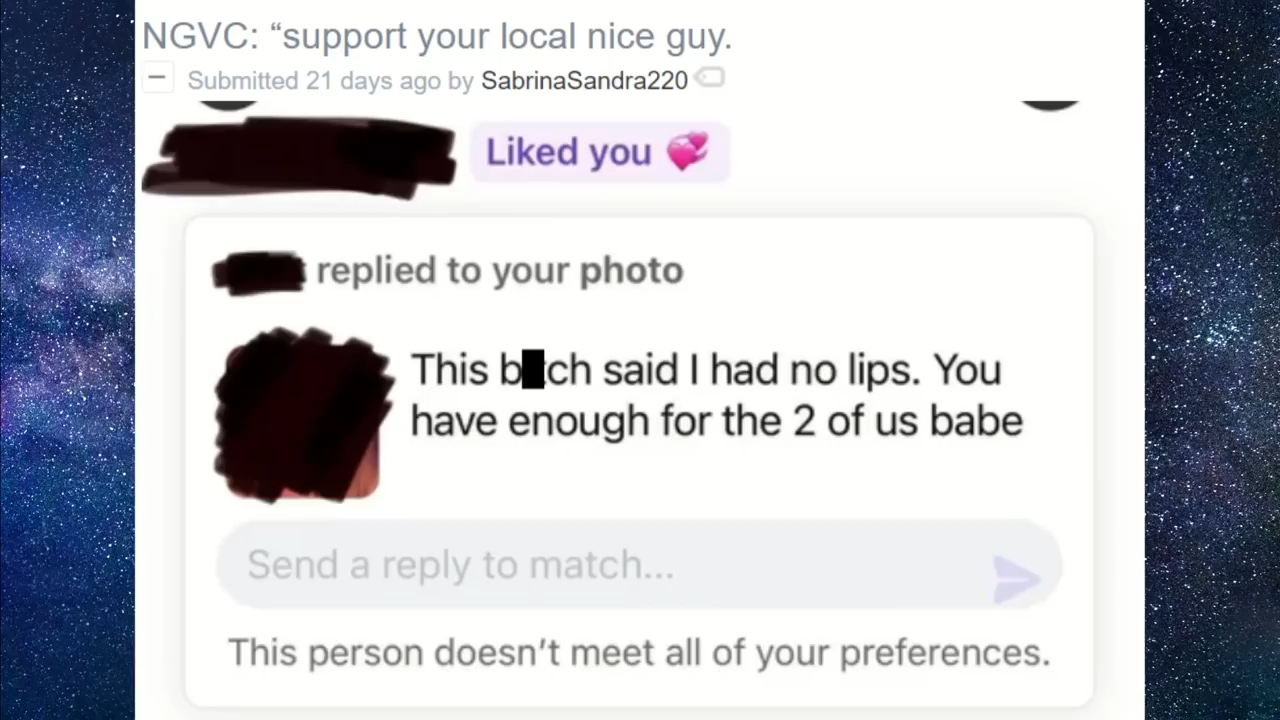 NGVC: “support your local nice guy.
Submitted 21 days ago by SabrinaSandra220
Liked you
replied to your photo
This b tch said I had no lips. You
have enough for the 2 of us babe
Send a reply to match...
This person doesn't meet all of your preferences.